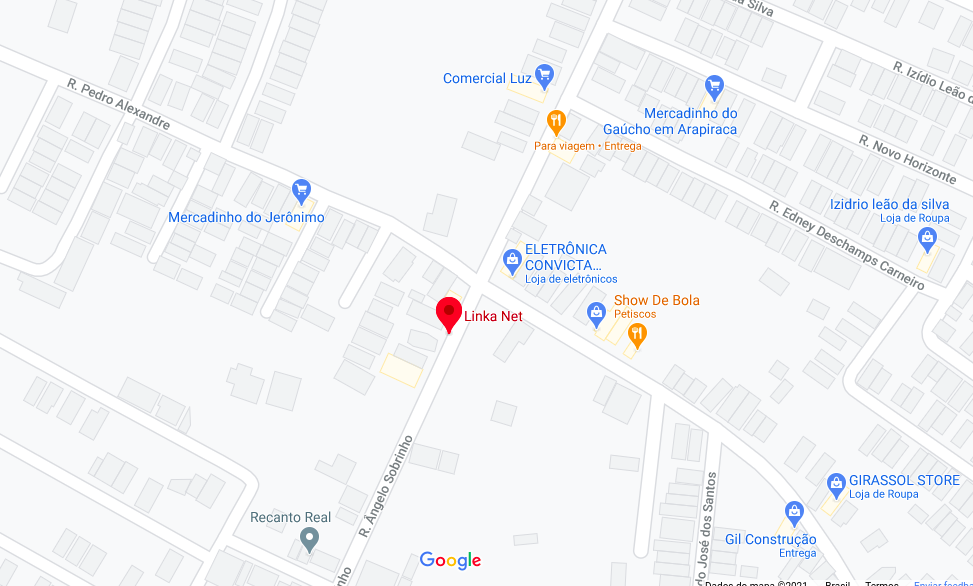 da Silva
R. Izídio Leão d
Comercial Luz
R. Pedro Alexandre
Mercadinho do
Gaúcho em Arapiraca
Para viagem • Entrega
R. Novo Horizonte
Mercadinho do Jerônimo
Izidrio leão da silva
Loja de Roupa
R. Edney Deschamps Carneiro
ELETRÔNICA
CONVICTA...
Loja de eletrônicos
Show De Bola
Petiscos
Linka Net
R. Ângelo Sobrinho
GIRASSOL STORE
Loja de Roupa
do José dos Santos
Recanto Real
Gil Construção
Entrega
Google
Dados do mapa ©2021
Brasil
Termos
Enviar feedba